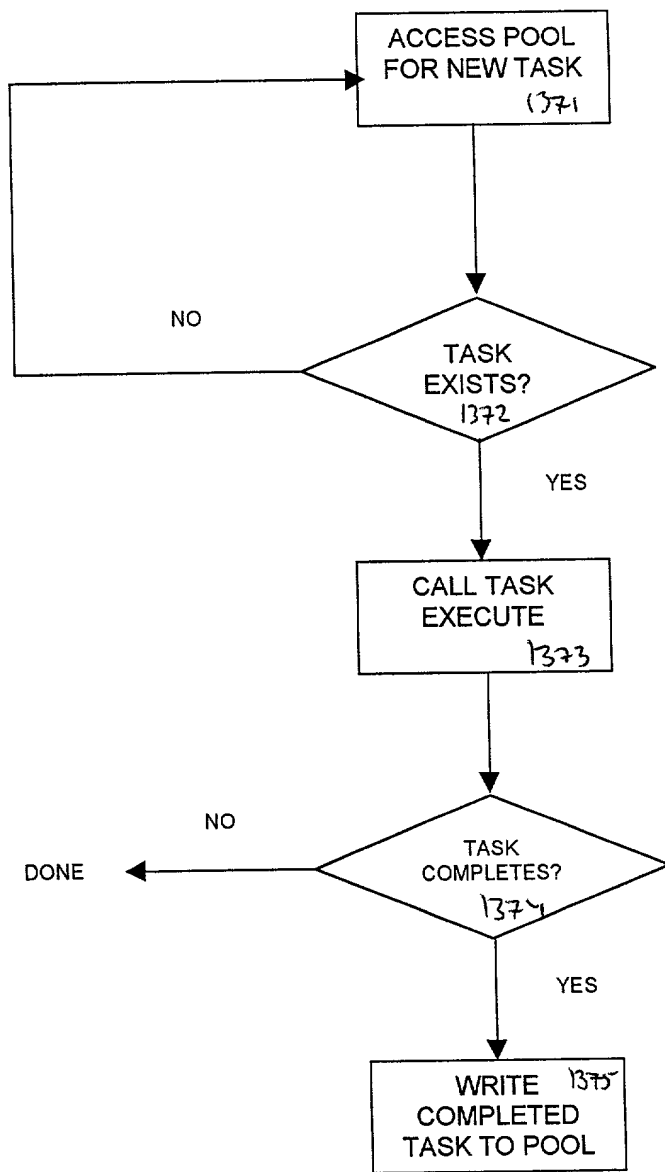 ACCESS POOL
FOR NEW TASK
1371
NO
TASK
EXISTS?
1372
YES
CALL TASK
EXECUTE
1373
NO
TASK
COMPLETES?
1374
DONE
YES
WRITE 1375
COMPLETED
TASK TO POOL